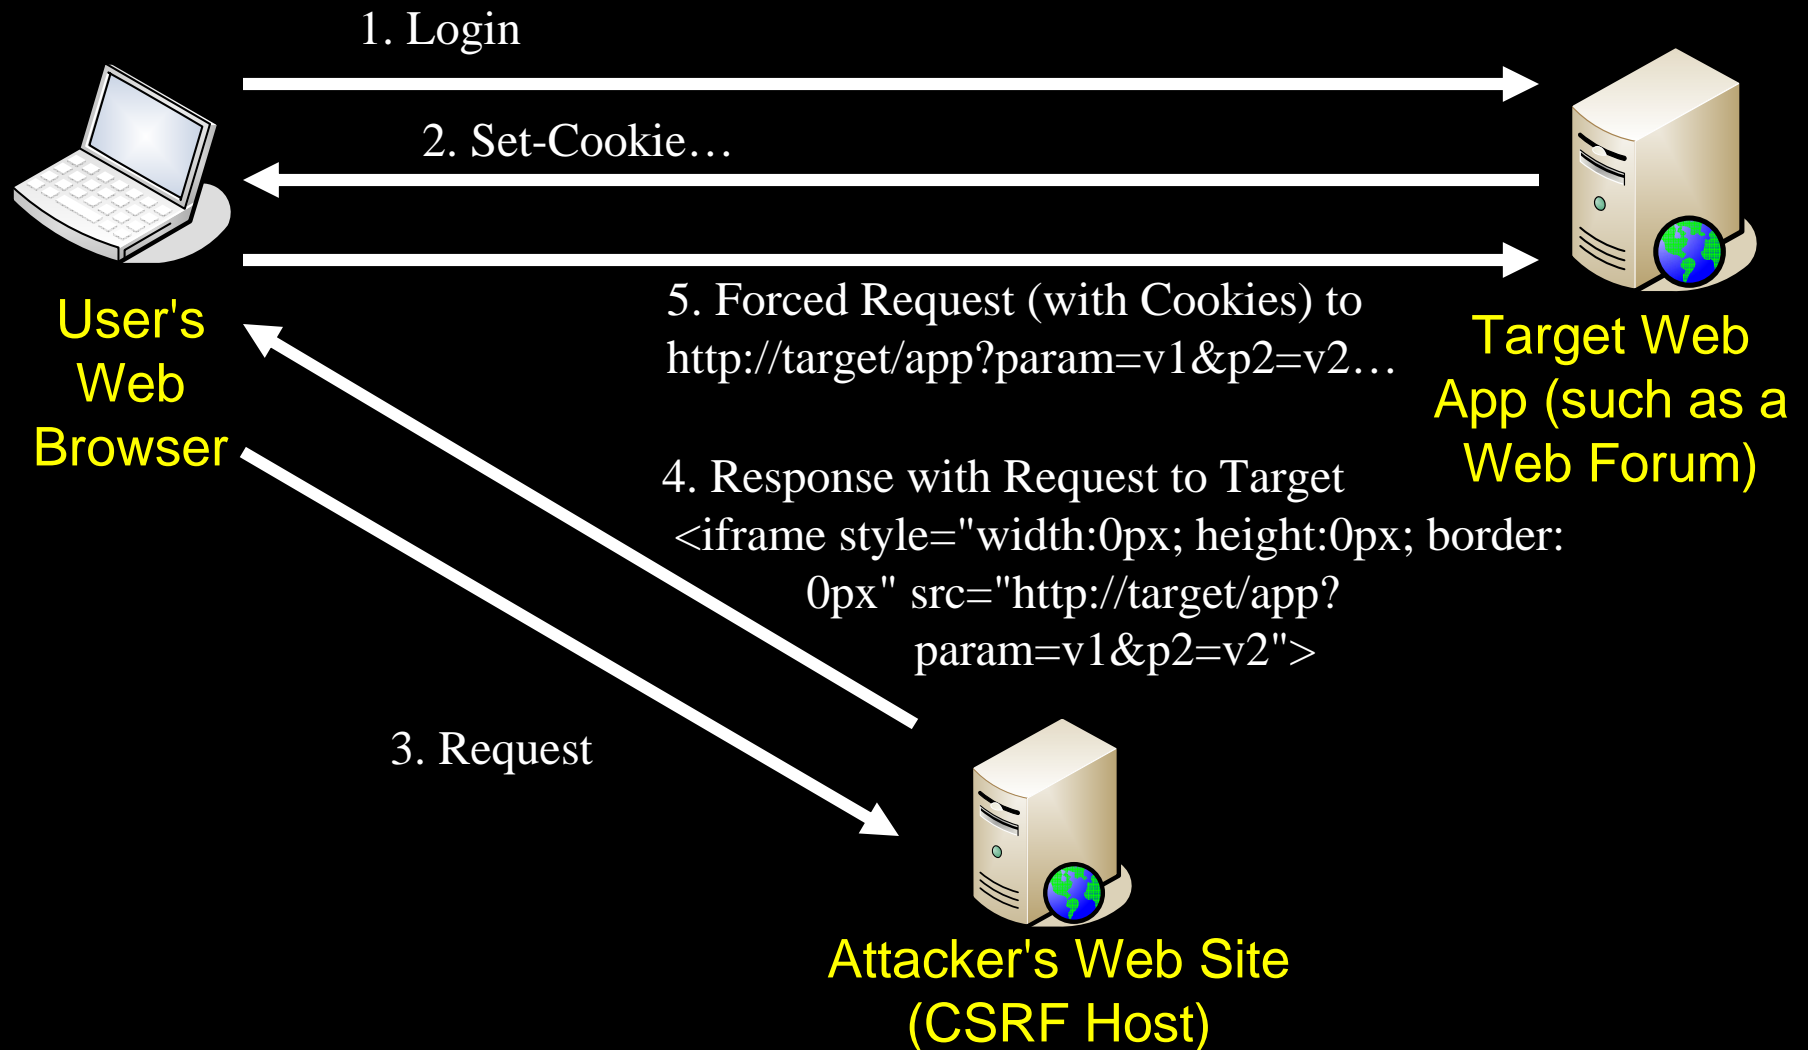 1. Login
2. Set-Cookie…
5. Forced Request (with Cookies) to
http://target/app?param=v1&p2=v2…
User's
Web
Browser
Target Web
App (such as a
Web Forum)
4. Response with Request to Target
<iframe style="width:0px; height:0px; border:
0px" src="http://target/app?
param=v1&p2=v2">
3. Request
Attacker's Web Site
(CSRF Host)